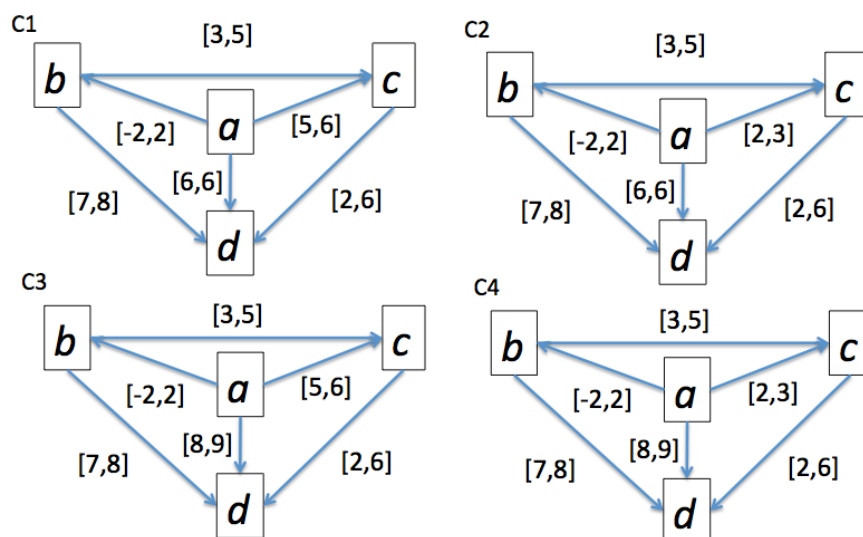 C1
[3,5]
b
c
a
[-2,2]
[5,6]
[6,6]
[7,8]
[2,6]
d
C2
[3,5]
b
c
a
[-2,2]
[2,3]
[6,6]
[7,8]
[2,6]
d
C3
[3,5]
b
c
a
[-2,2]
[5,6]
[8,9]
[7,8]
[2,6]
d
C4
[3,5]
b
c
a
[-2,2]
[2,3]
[8,9]
[7,8]
[2,6]
d